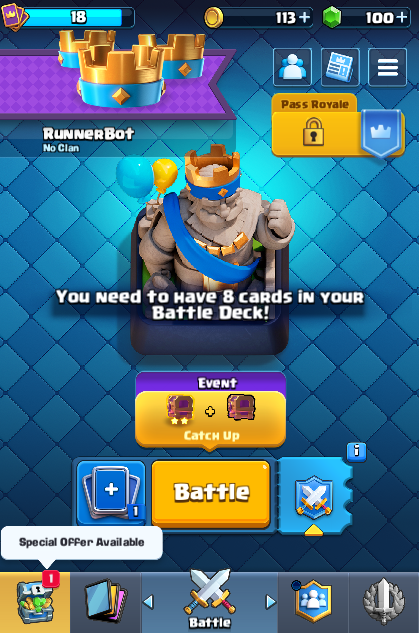 18
113 +
100 +
Pass Royale
RunnerBot
No Clan
You need to have 8 cards in your
Battle Deck!
Event
+
Catch Up
i
+
1
Battle
Special Offer Available
1
Battle